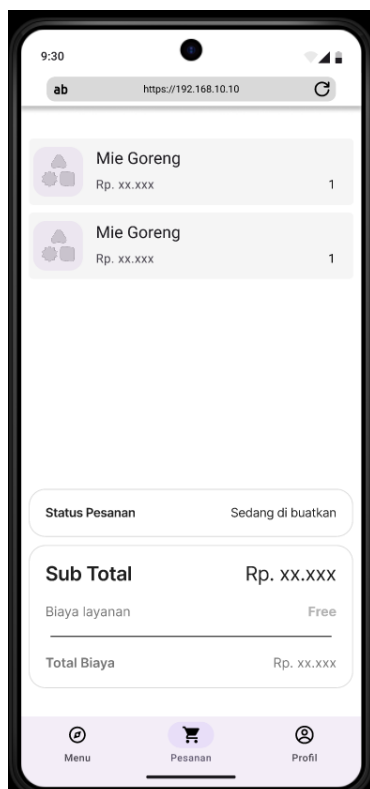 9:30
ab https://192.168.10.10
Mie Goreng
Rp. xx.xxx 1
Mie Goreng
Rp. xx.xxx 1
Status Pesanan Sedang di buatkan
Sub Total Rp. xx.xxx
Biaya layanan Free
Total Biaya Rp. xx.xxx
Menu Pesanan Profil